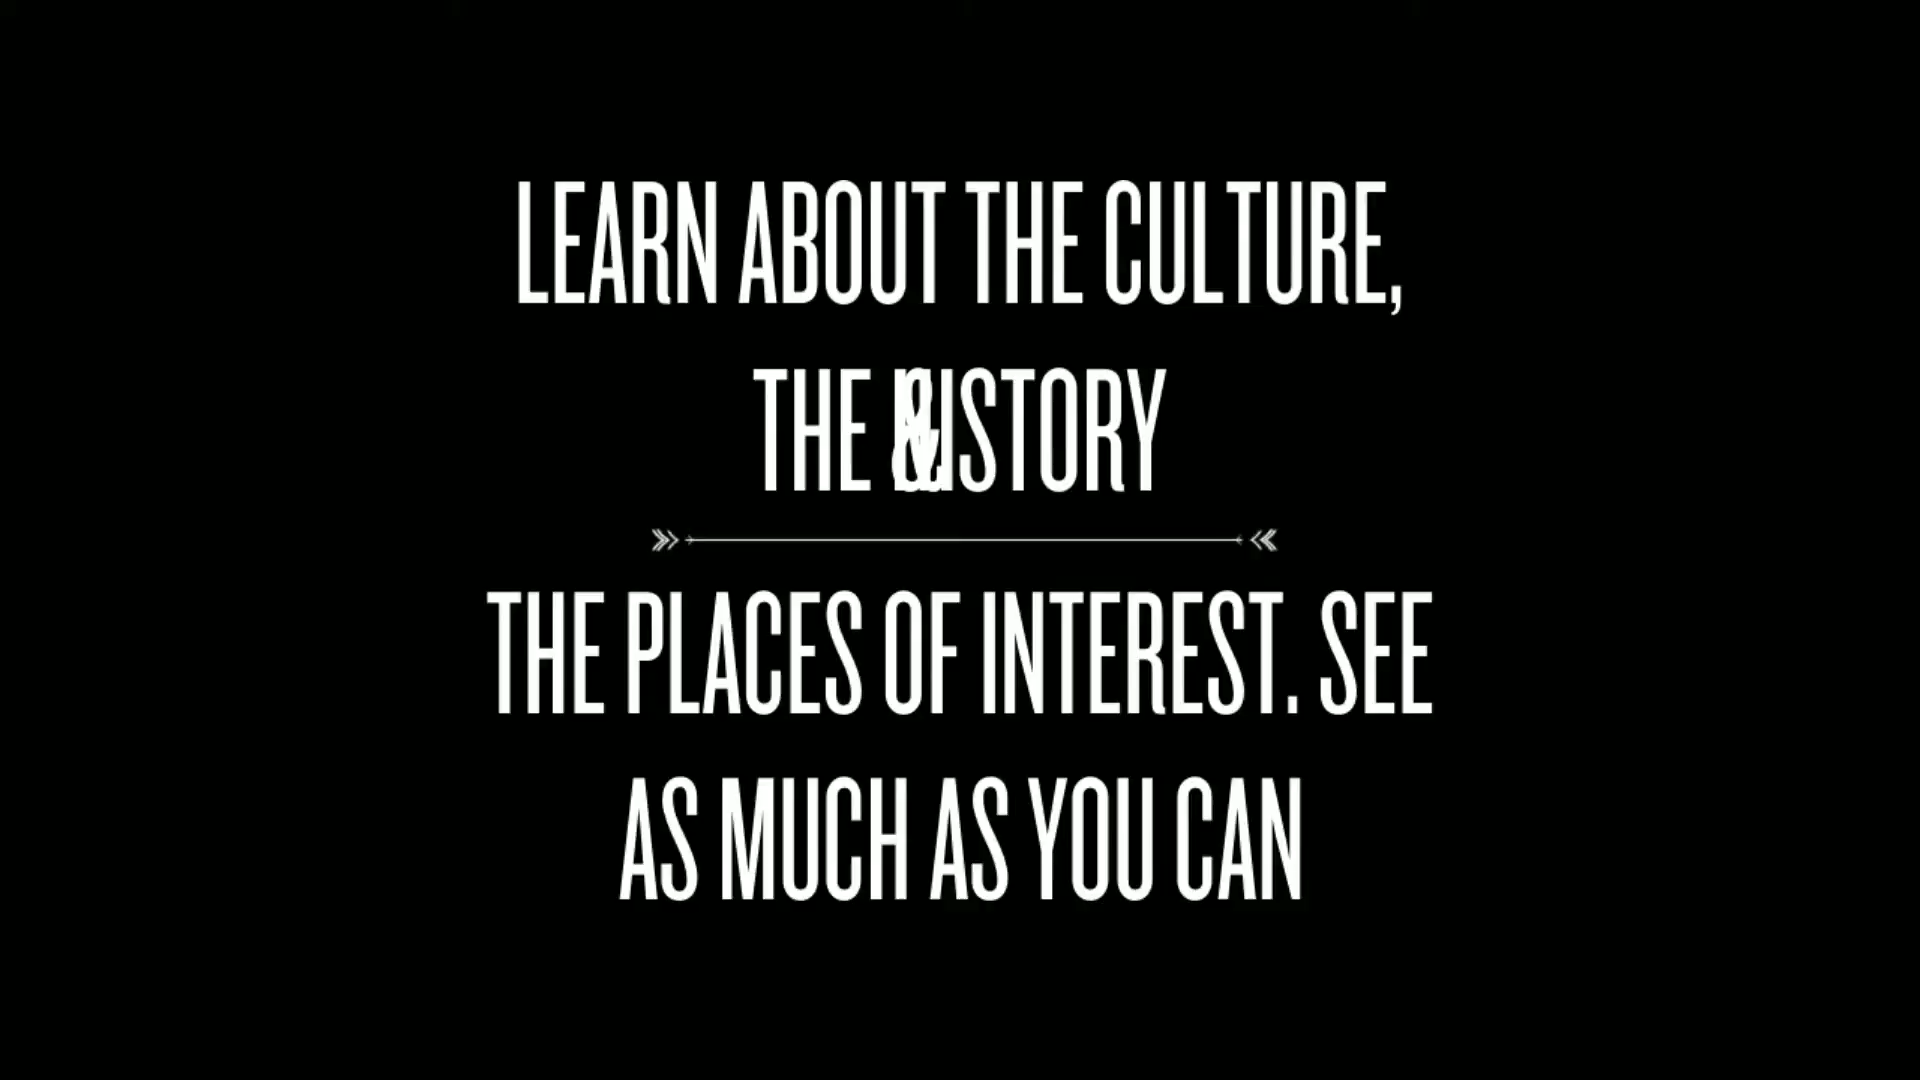 LEARN ABOUT THE CULTURE,
THE HISTORY
THE PLACES OF INTEREST. SEE
AS MUCH AS YOU CAN